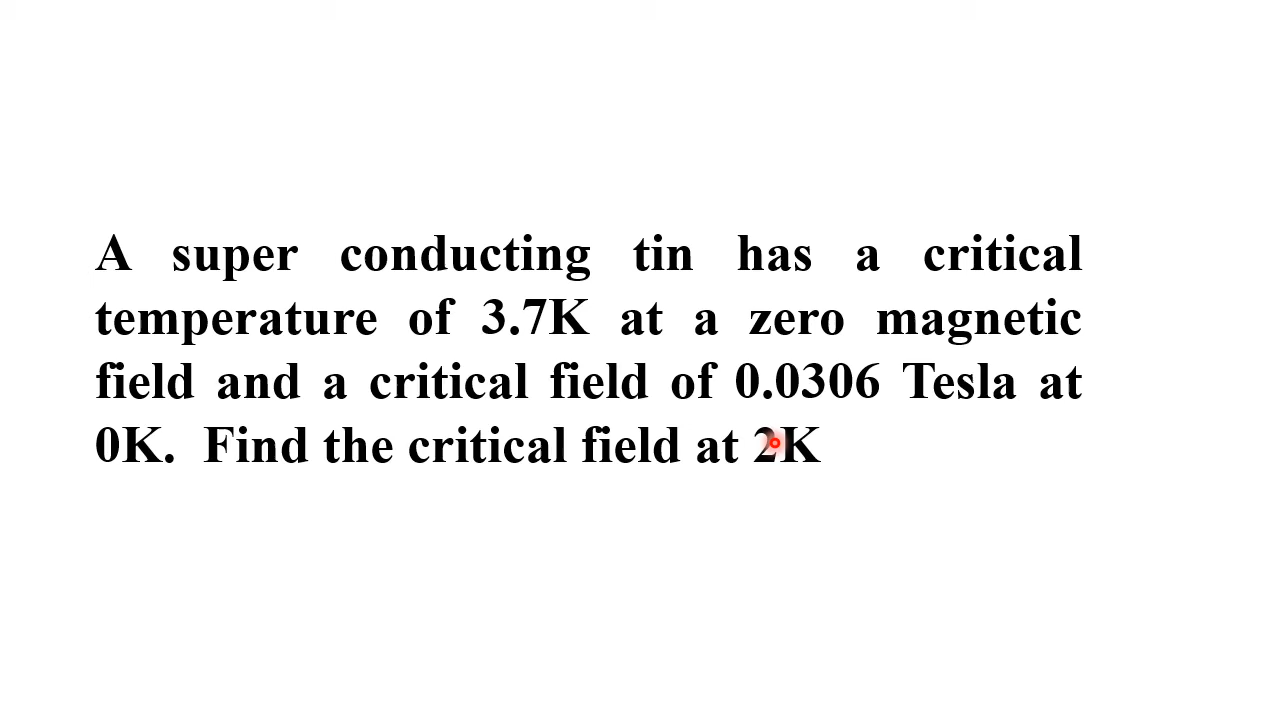 A super conducting tin has a critical
temperature of 3.7K at a zero magnetic
field and a critical field of 0.0306 Tesla at
0K. Find the critical field at 2K